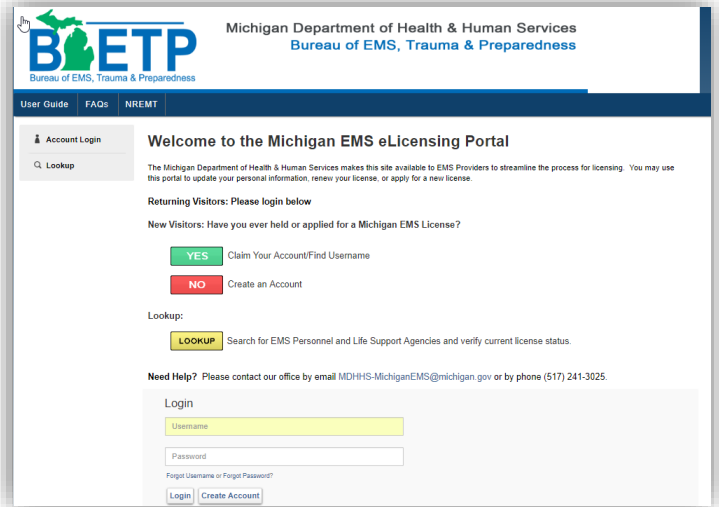 BETP
Bureau of EMS, Trauma & Preparedness
Michigan Department of Health & Human Services
Bureau of EMS, Trauma & Preparedness
User Guide FAQs NREMT
Account Login
Lookup
Welcome to the Michigan EMS eLicensing Portal
The Michigan Department of Health & Human Services makes this site available to EMS Providers to streamline the process for licensing. You may use
this portal to update your personal information, renew your license, or apply for a new license.
Returning Visitors: Please login below
New Visitors: Have you ever held or applied for a Michigan EMS License?
YES Claim Your Account/Find Username
NO Create an Account
Lookup:
LOOKUP Search for EMS Personnel and Life Support Agencies and verify current license status.
Need Help? Please contact our office by email MDHHS-MichiganEMS@michigan.gov or by phone (517) 241-3025.
Login
Username
Password
Forgot Username or Forgot Password?
Login Create Account